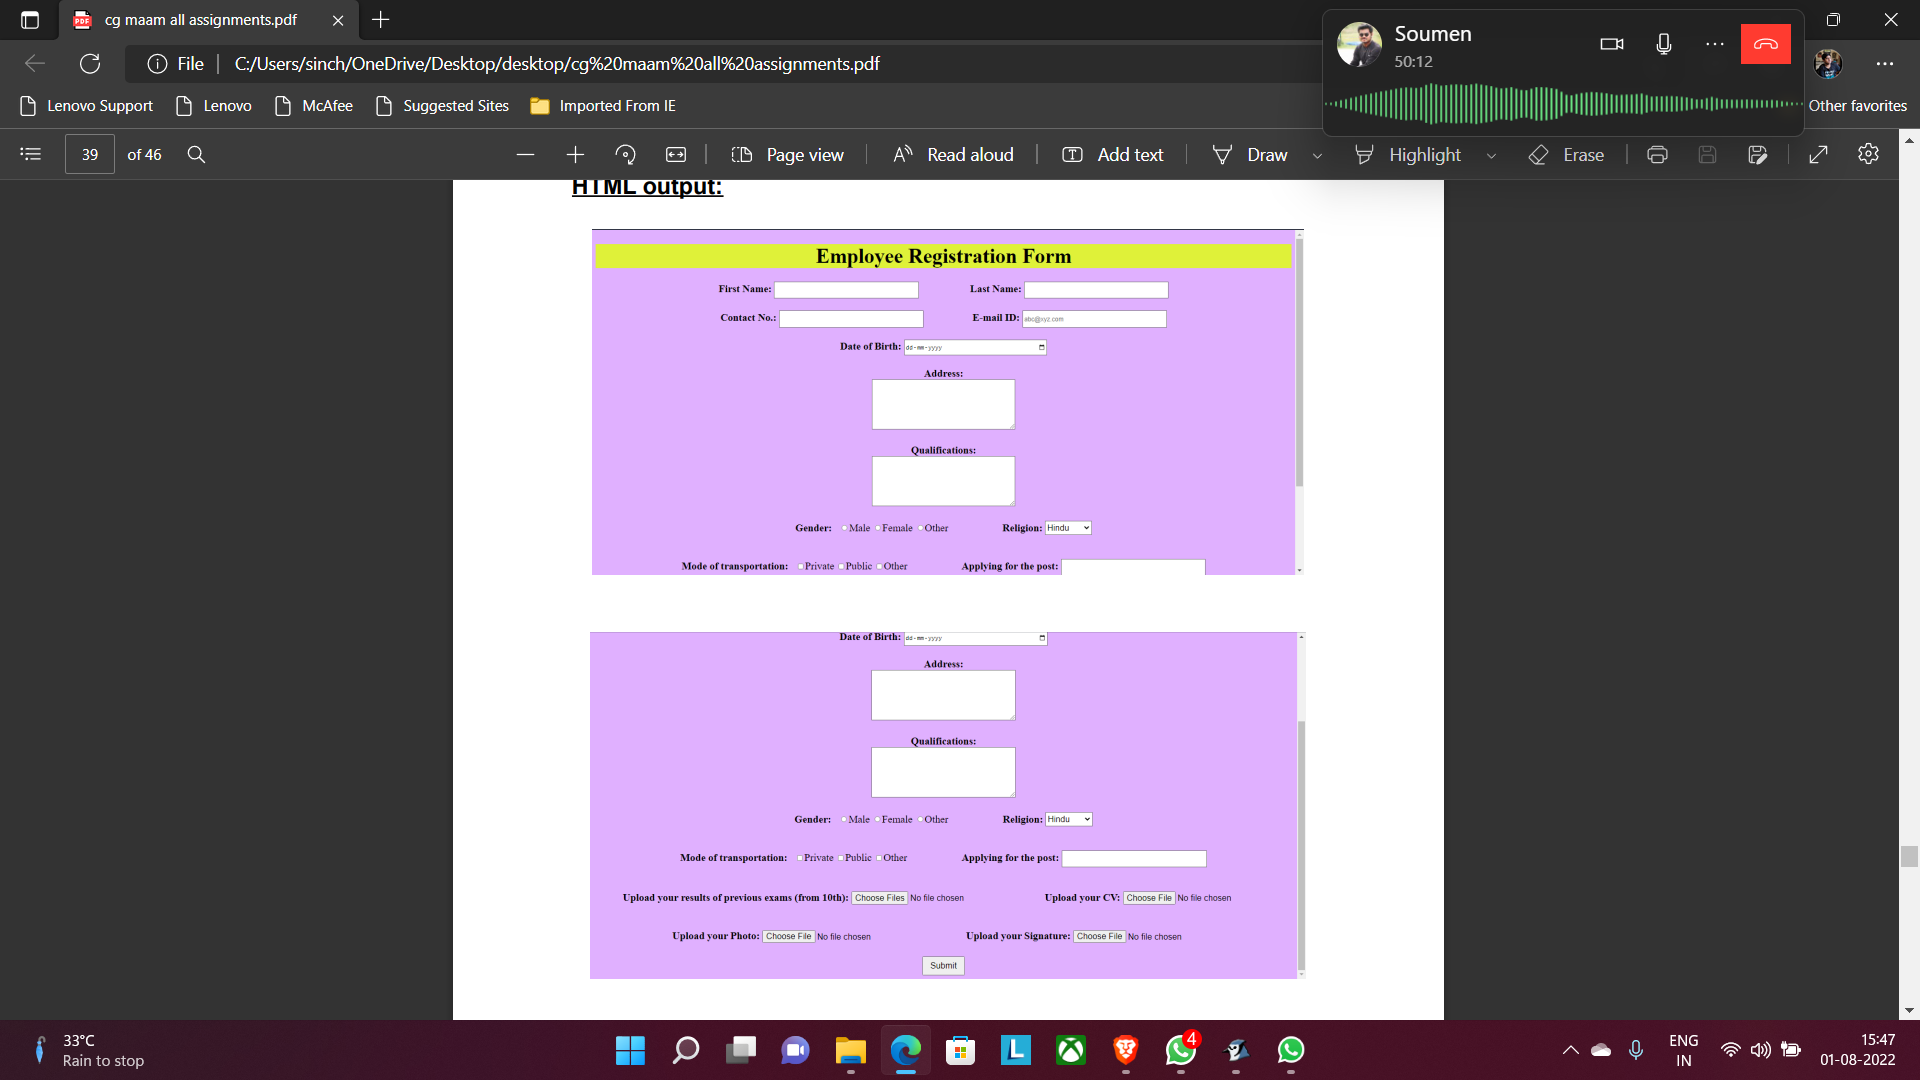 cg maam all assignments.pdf
Soumen
50:12
File
C:/Users/sinch/OneDrive/Desktop/desktop/cg%20maam%20all%20assignments.pdf
Lenovo Support
Lenovo
McAfee
Suggested Sites
Imported From IE
Other favorites
39 of 46
Page view
Read aloud
Add text
Draw
Highlight
Erase
HTML output:
Employee Registration Form
First Name: Last Name:
Contact No.: E-mail ID: abc@xyz.com
Date of Birth: dd-mm-yyyy
Address:
Qualifications:
Gender: Male Female Other Religion: Hindu
Mode of transportation: Private Public Other Applying for the post:
Date of Birth: dd-mm-yyyy
Address:
Qualifications:
Gender: Male Female Other Religion: Hindu
Mode of transportation: Private Public Other Applying for the post:
Upload your results of previous exams (from 10th): Choose Files No file chosen Upload your CV: Choose File No file chosen
Upload your Photo: Choose File No file chosen Upload your Signature: Choose File No file chosen
Submit
33°C
Rain to stop
4
ENG
IN
15:47
01-08-2022